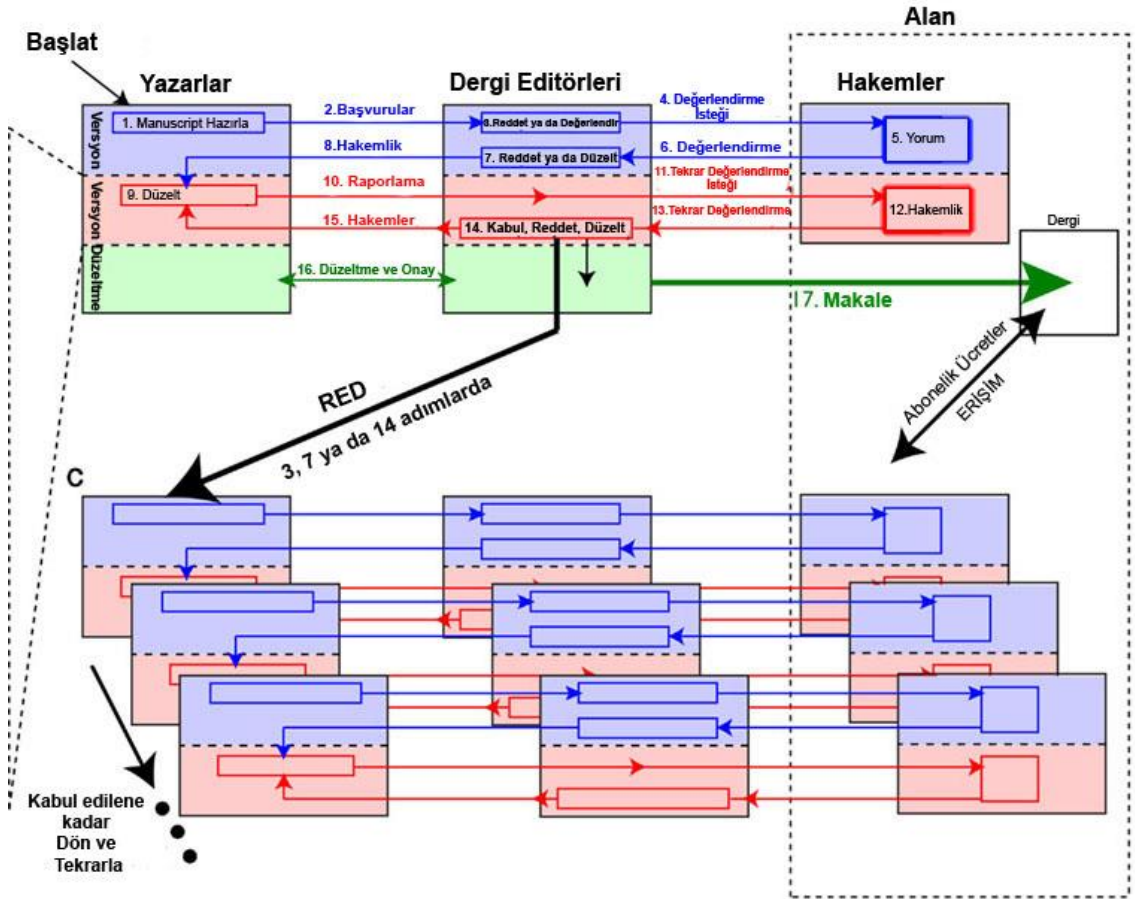 Alan
Başlat
Yazarlar
Dergi Editörleri
Hakemler
Versyon
1. Manuscript Hazırla
2.Başvurular
3.Reddet ya da Değerlendir
4. Değerlendirme
İsteği
5. Yorum
8.Hakemlik
7. Reddet ya da Düzelt
6. Değerlendirme
Versyon
9. Düzelt
10. Raporlama
11.Tekrar Değerlendirme
İsteği
12.Hakemlik
15. Hakemler
14. Kabul, Reddet, Düzelt
13.Tekrar Değerlendirme
Dergi
Düzeltme
16. Düzeltme ve Onay
17. Makale
RED
3, 7 ya da 14 adımlarda
Abonelik Ücretler
ERİŞİM
C
Kabul edilene
kadar
Dön ve
Tekrarla